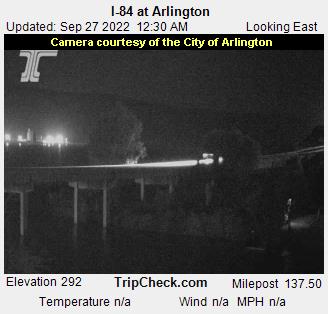 I-84 at Arlington
Updated: Sep 27 2022 12:30 AM Looking East
Camera courtesy of the City of Arlington
Elevation 292 TripCheck.com Milepost 137.50
Temperature n/a Wind n/a MPH n/a